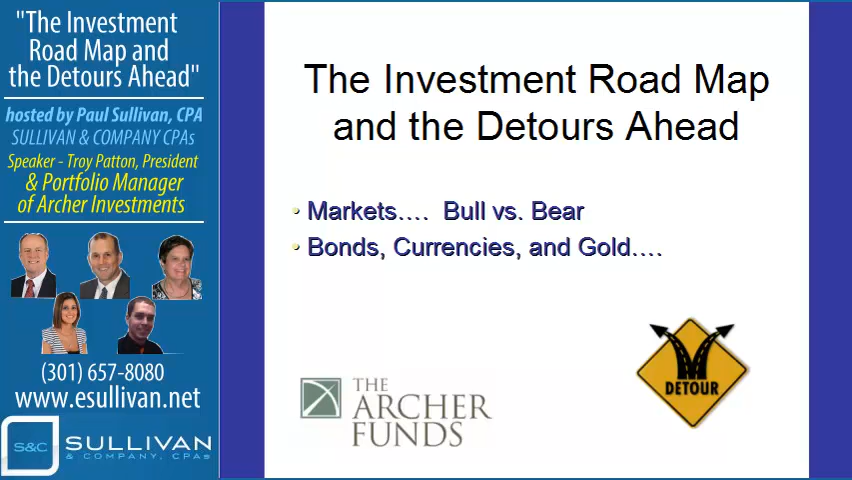 "The Investment
Road Map and
the Detours Ahead"
hosted by Paul Sullivan, CPA
SULLIVAN & COMPANY CPAs
Speaker - Troy Patton, President
& Portfolio Manager
of Archer Investments
(301) 657-8080
www.esullivan.net
S&C SULLIVAN
& COMPANY, CPAs
The Investment Road Map
and the Detours Ahead
• Markets.... Bull vs. Bear
• Bonds, Currencies, and Gold....
THE
ARCHER
FUNDS
DETOUR